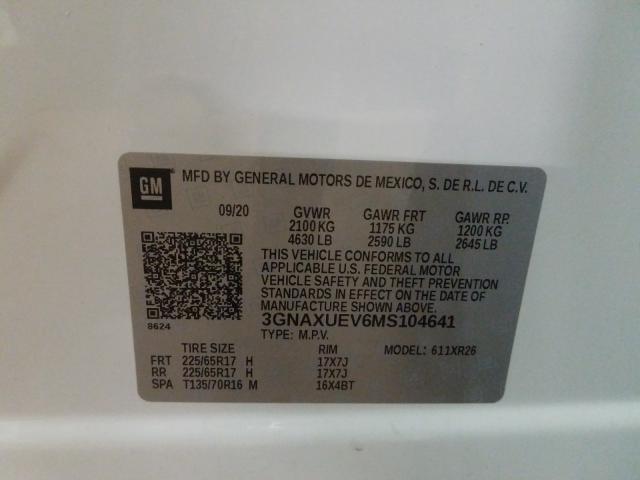 GM
MFD BY GENERAL MOTORS DE MEXICO, S. DE R.L. DE C.V.
09/20 GVWR GAWR FRT GAWR RR
2100 KG 1175 KG 1200 KG
4630 LB 2590 LB 2645 LB
THIS VEHICLE CONFORMS TO ALL
APPLICABLE U.S. FEDERAL MOTOR
VEHICLE SAFETY AND THEFT PREVENTION
STANDARDS IN EFFECT ON THE DATE OF
MANUFACTURE SHOWN ABOVE.
8624
3GNAXUEV6MS104641
TYPE: M.P.V.
TIRE SIZE RIM MODEL: 611XR26
FRT 225/65R17 H 17X7J
RR 225/65R17 H 17X7J
SPA T135/70R16 M 16X4BT